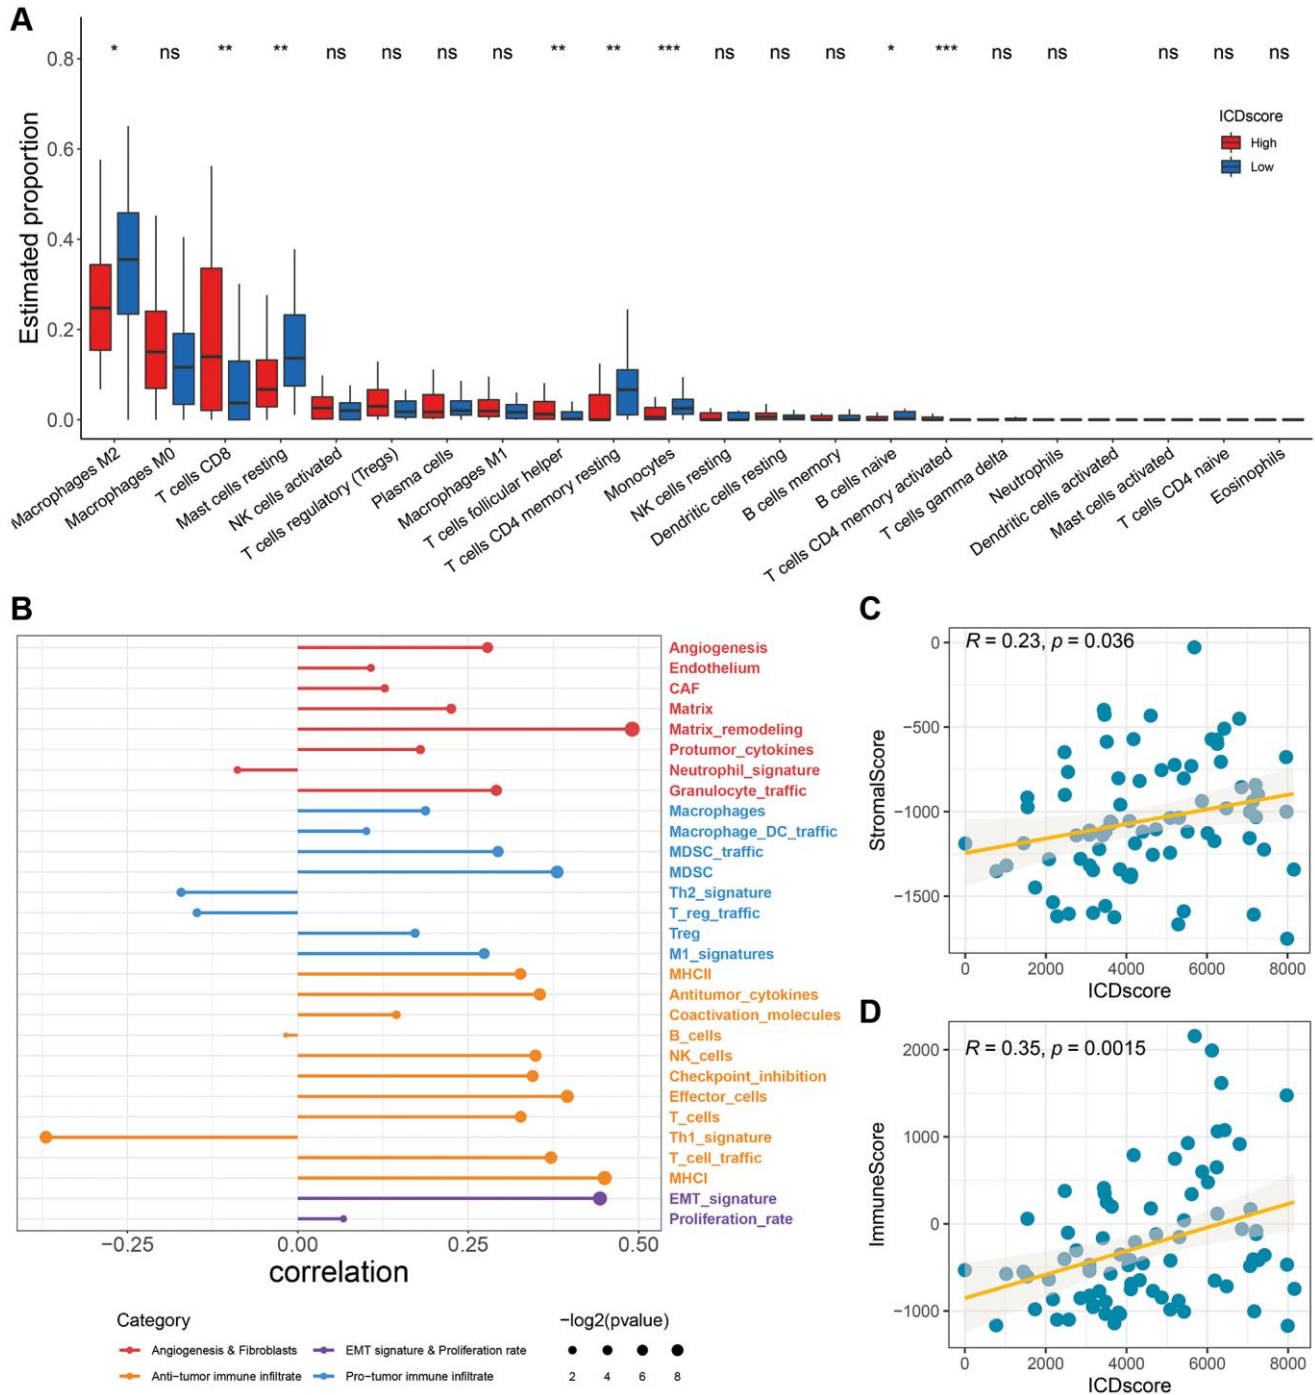 A
* ns ** ** ns ns ns ns ** ** *** ns ns ns * *** ns ns ns ns ns
0.8
0.6
0.4
0.2
0.0
Estimated proportion
ICDscore
High
Low
Macrophages M2
Macrophages M0
T cells CD8
Mast cells resting
NK cells activated
T cells regulatory (Tregs)
Plasma cells
Macrophages M1
T cells follicular helper
T cells CD4 memory resting
Monocytes
NK cells resting
Dendritic cells resting
B cells memory
B cells naive
T cells CD4 memory activated
T cells gamma delta
Neutrophils
Dendritic cells activated
Mast cells activated
T cells CD4 naive
Eosinophils
B
Angiogenesis
Endothelium
CAF
Matrix
Matrix_remodeling
Protumor_cytokines
Neutrophil_signature
Granulocyte_traffic
Macrophages
Macrophage_DC_traffic
MDSC_traffic
MDSC
Th2_signature
T_reg_traffic
Treg
M1_signatures
MHCII
Antitumor_cytokines
Coactivation_molecules
B_cells
NK_cells
Checkpoint_inhibition
Effector_cells
T_cells
Th1_signature
T_cell_traffic
MHCI
EMT_signature
Proliferation_rate
−0.25 0.00 0.25 0.50
correlation
Category
Angiogenesis & Fibroblasts
EMT signature & Proliferation rate
Anti−tumor immune infiltrate
Pro−tumor immune infiltrate
−log2(pvalue)
2 4 6 8
C
R = 0.23, p = 0.036
0
−500
−1000
−1500
StromalScore
0 2000 4000 6000 8000
ICDscore
D
R = 0.35, p = 0.0015
2000
1000
0
−1000
ImmuneScore
0 2000 4000 6000 8000
ICDscore